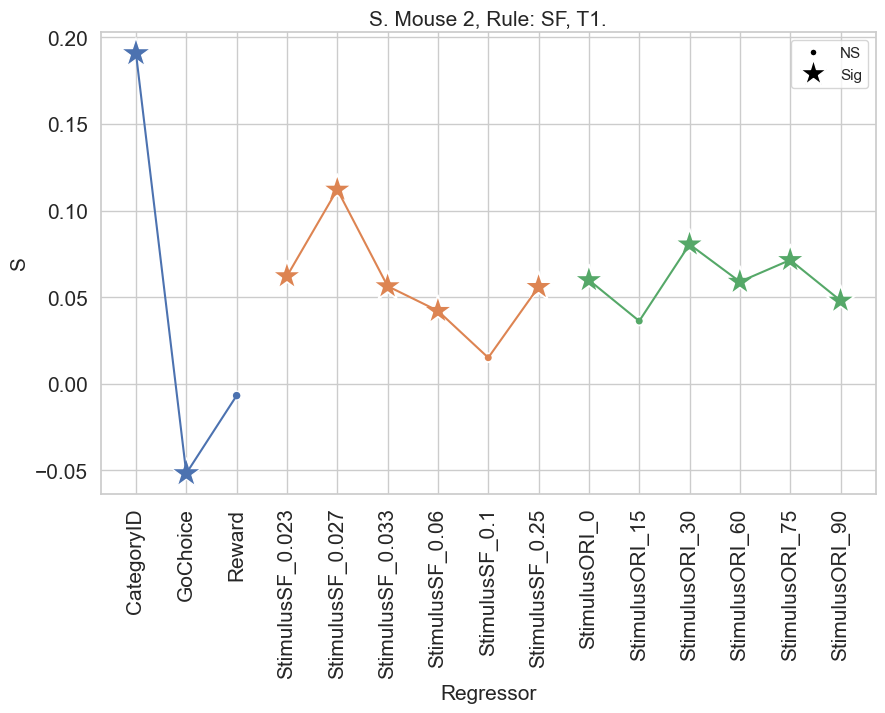 S. Mouse 2, Rule: SF, T1.
NS
Sig
0.20
0.15
0.10
0.05
0.00
−0.05
S
CategoryID
GoChoice
Reward
StimulusSF_0.023
StimulusSF_0.027
StimulusSF_0.033
StimulusSF_0.06
StimulusSF_0.1
StimulusSF_0.25
StimulusORI_0
StimulusORI_15
StimulusORI_30
StimulusORI_60
StimulusORI_75
StimulusORI_90
Regressor